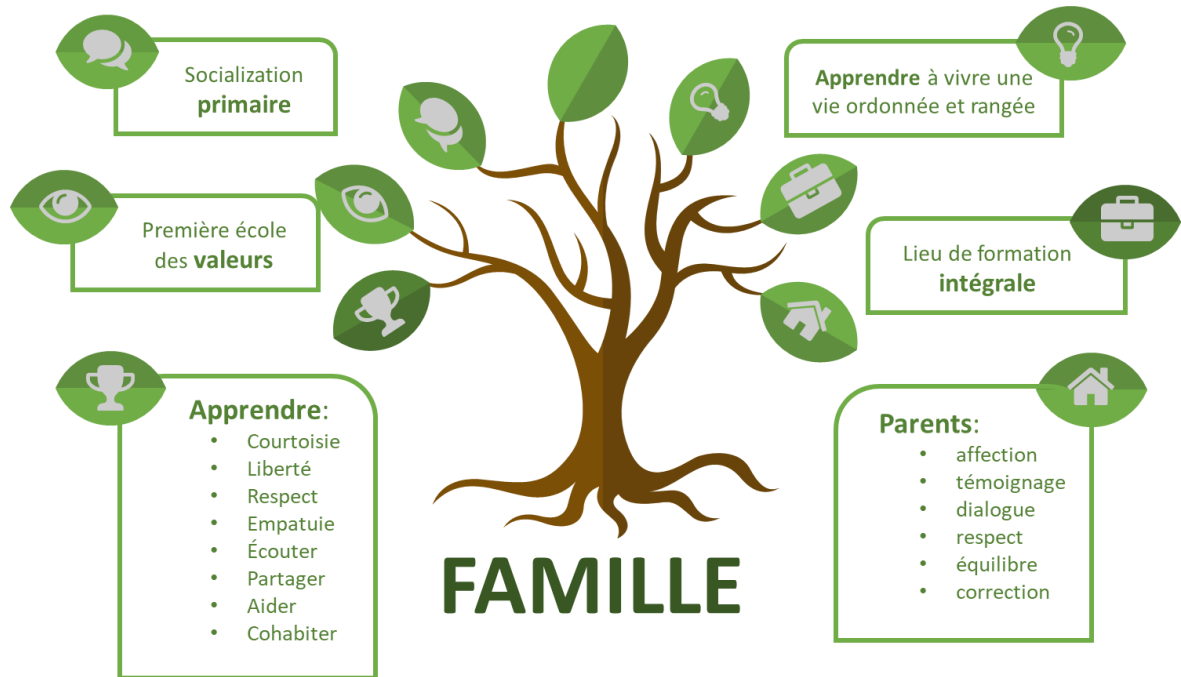 Socialization
primaire
Première école
des valeurs
Apprendre:
• Courtoisie
• Liberté
• Respect
• Empatuie
• Écouter
• Partager
• Aider
• Cohabiter
FAMILLE
Apprendre à vivre une
vie ordonnée et rangée
Lieu de formation
intégrale
Parents:
• affection
• témoignage
• dialogue
• respect
• équilibre
• correction